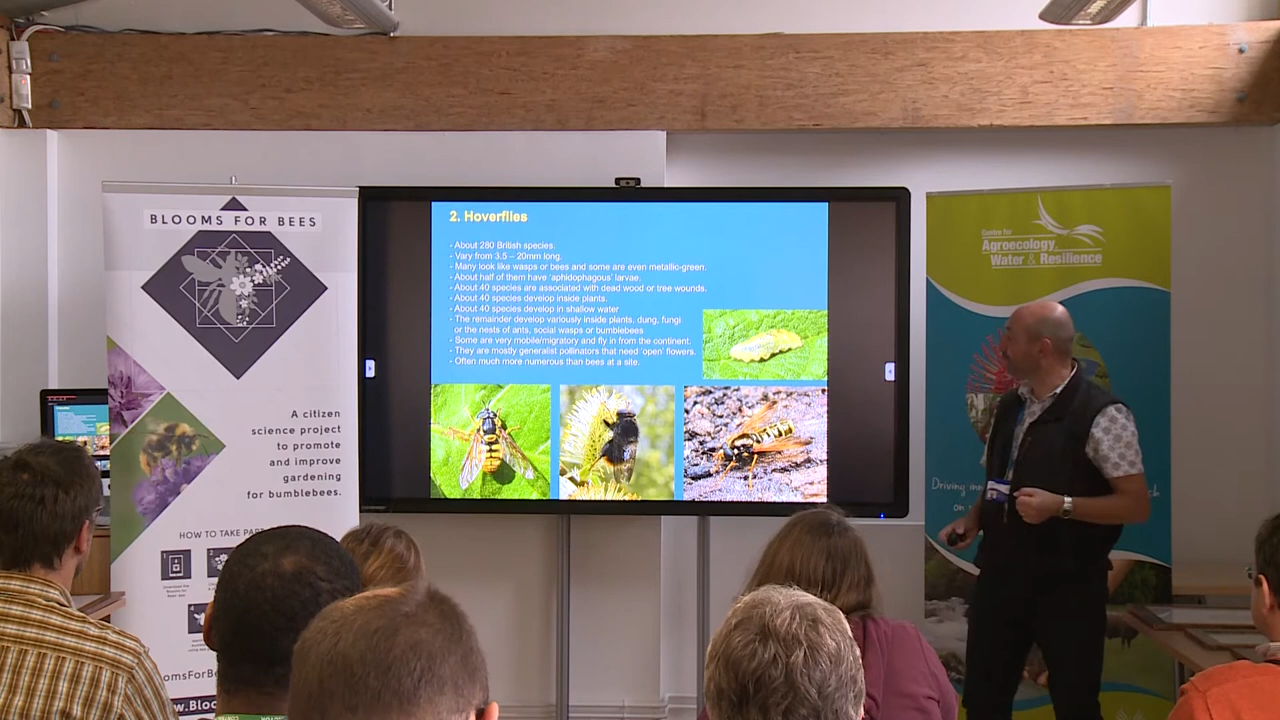 BLOOMS FOR BEES
A citizen
science project
to promote
and improve
gardening
for bumblebees.
HOW TO TAKE PAR
2. Hoverflies
- About 280 British species.
- Vary from 3.5 – 20mm long.
- Many look like wasps or bees and some are even metallic-green.
- About half of them have 'aphidophagous' larvae.
- About 40 species are associated with dead wood or tree wounds.
- About 40 species develop inside plants.
- About 40 species develop in shallow water
- The remainder develop variously inside plants, dung, fungi
or the nests of ants, social wasps or bumblebees
- Some are very mobile/migratory and fly in from the continent.
- They are mostly generalist pollinators that need 'open' flowers.
- Often much more numerous than bees at a site.
Centre for
Agroecology,
Water & Resilience
Driving